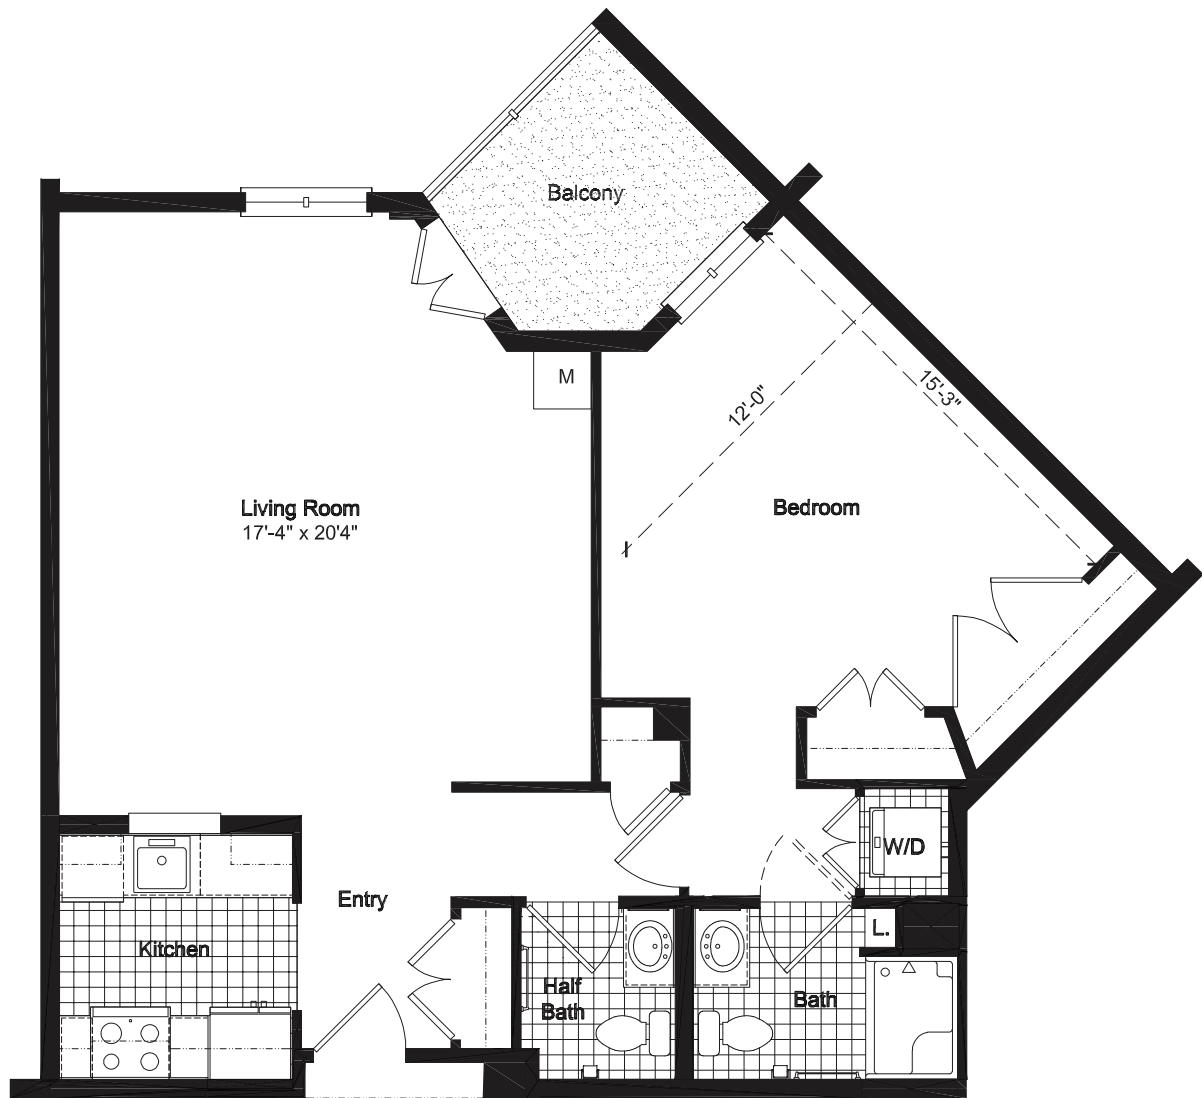 Balcony
M
12'-0"
15'-3"
Living Room
17'-4" x 20'4"
Bedroom
W/D
Entry
L.
Kitchen
Half
Bath
Bath